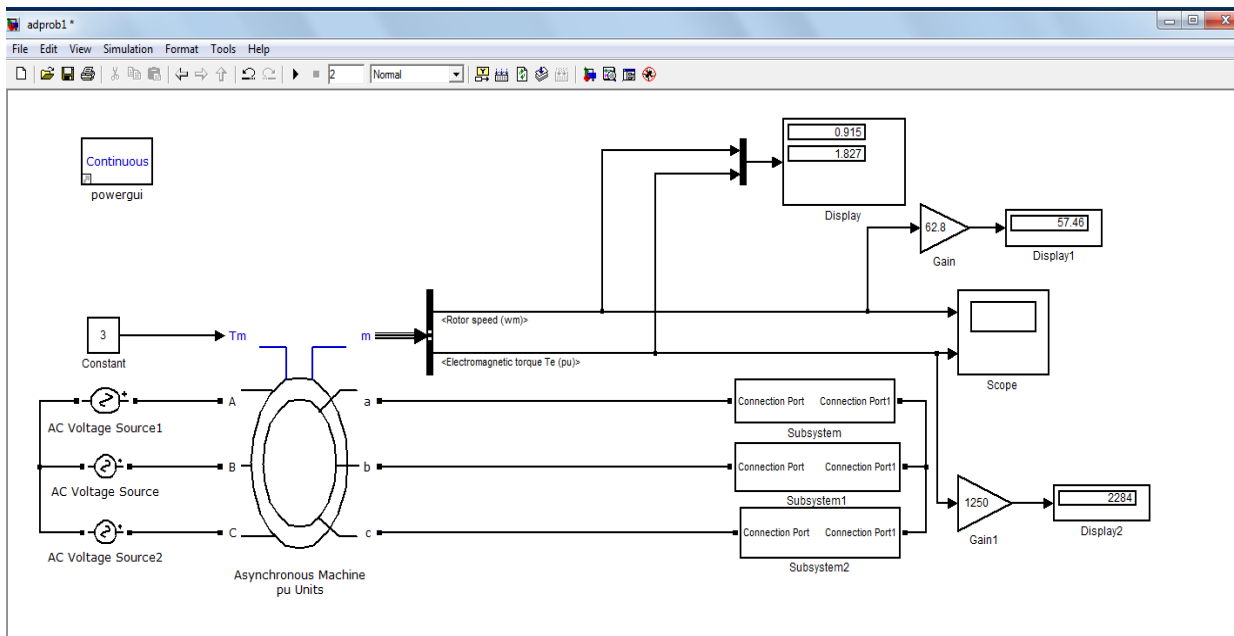 adprob1 *
File Edit View Simulation Format Tools Help
2 Normal
Continuous
powergui
0.915
1.827
Display
62.8
Gain
57.46
Display1
3
Constant
Tm
m
<Rotor speed (wm)>
<Electromagnetic torque Te (pu)>
Scope
AC Voltage Source1
A
a
Connection Port Connection Port1
Subsystem
AC Voltage Source
B
b
Connection Port Connection Port1
Subsystem1
AC Voltage Source2
C
c
Connection Port Connection Port1
Subsystem2
1250
Gain1
2284
Display2
Asynchronous Machine
pu Units